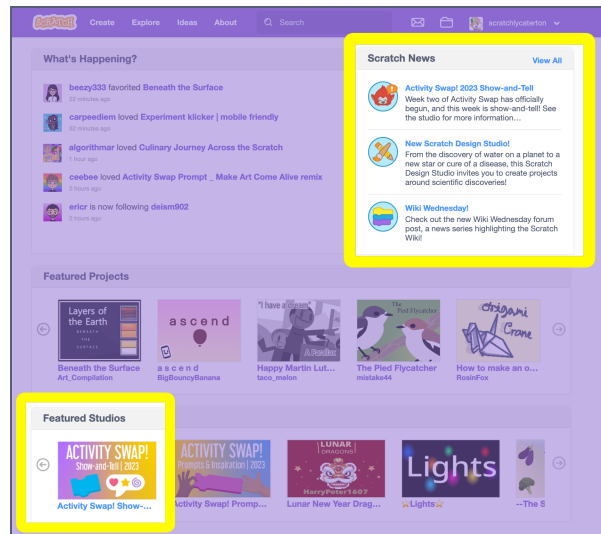 SCRATCH Create Explore Ideas About Search scratchlycaterton
What's Happening?
beezy333 favorited Beneath the Surface
23 minutes ago
carpeediem loved Experiment klicker | mobile friendly
52 minutes ago
algorithmar loved Culinary Journey Across the Scratch
1 hour ago
ceebee loved Activity Swap Prompt _ Make Art Come Alive remix
2 hours ago
ericr is now following deism902
2 hours ago
Scratch News View All
Activity Swap! 2023 Show-and-Tell
Week two of Activity Swap has officially
begun, and this week is show-and-tell! See
the studio for more information…
New Scratch Design Studio!
From the discovery of water on a planet to a
new star or cure of a disease, this Scratch
Design Studio invites you to create projects
around scientific discoveries!
Wiki Wednesday!
Check out the new Wiki Wednesday forum
post, a news series highlighting the Scratch
Wiki!
Featured Projects
Layers of
the Earth
BENEATH
THE
SURFACE
ascend
"I have a dream"
A Parallax
The
Pied Flycatcher
Origami
Crane
Beneath the Surface
Art_Compilation
a s c e n d
BigBouncyBanana
Happy Martin Lut...
taco_melon
The Pied Flycatcher
mistake44
How to make an o...
RosinFox
Featured Studios
ACTIVITY SWAP!
Show-and-Tell | 2023
ACTIVITY SWAP!
Prompts & Inspiration | 2023
LUNAR
DRAGONS
HarryPoter1607
Lights
Activity Swap! Show-...
Activity Swap! Promp...
Lunar New Year Drag...
⭐Lights⭐
--The S